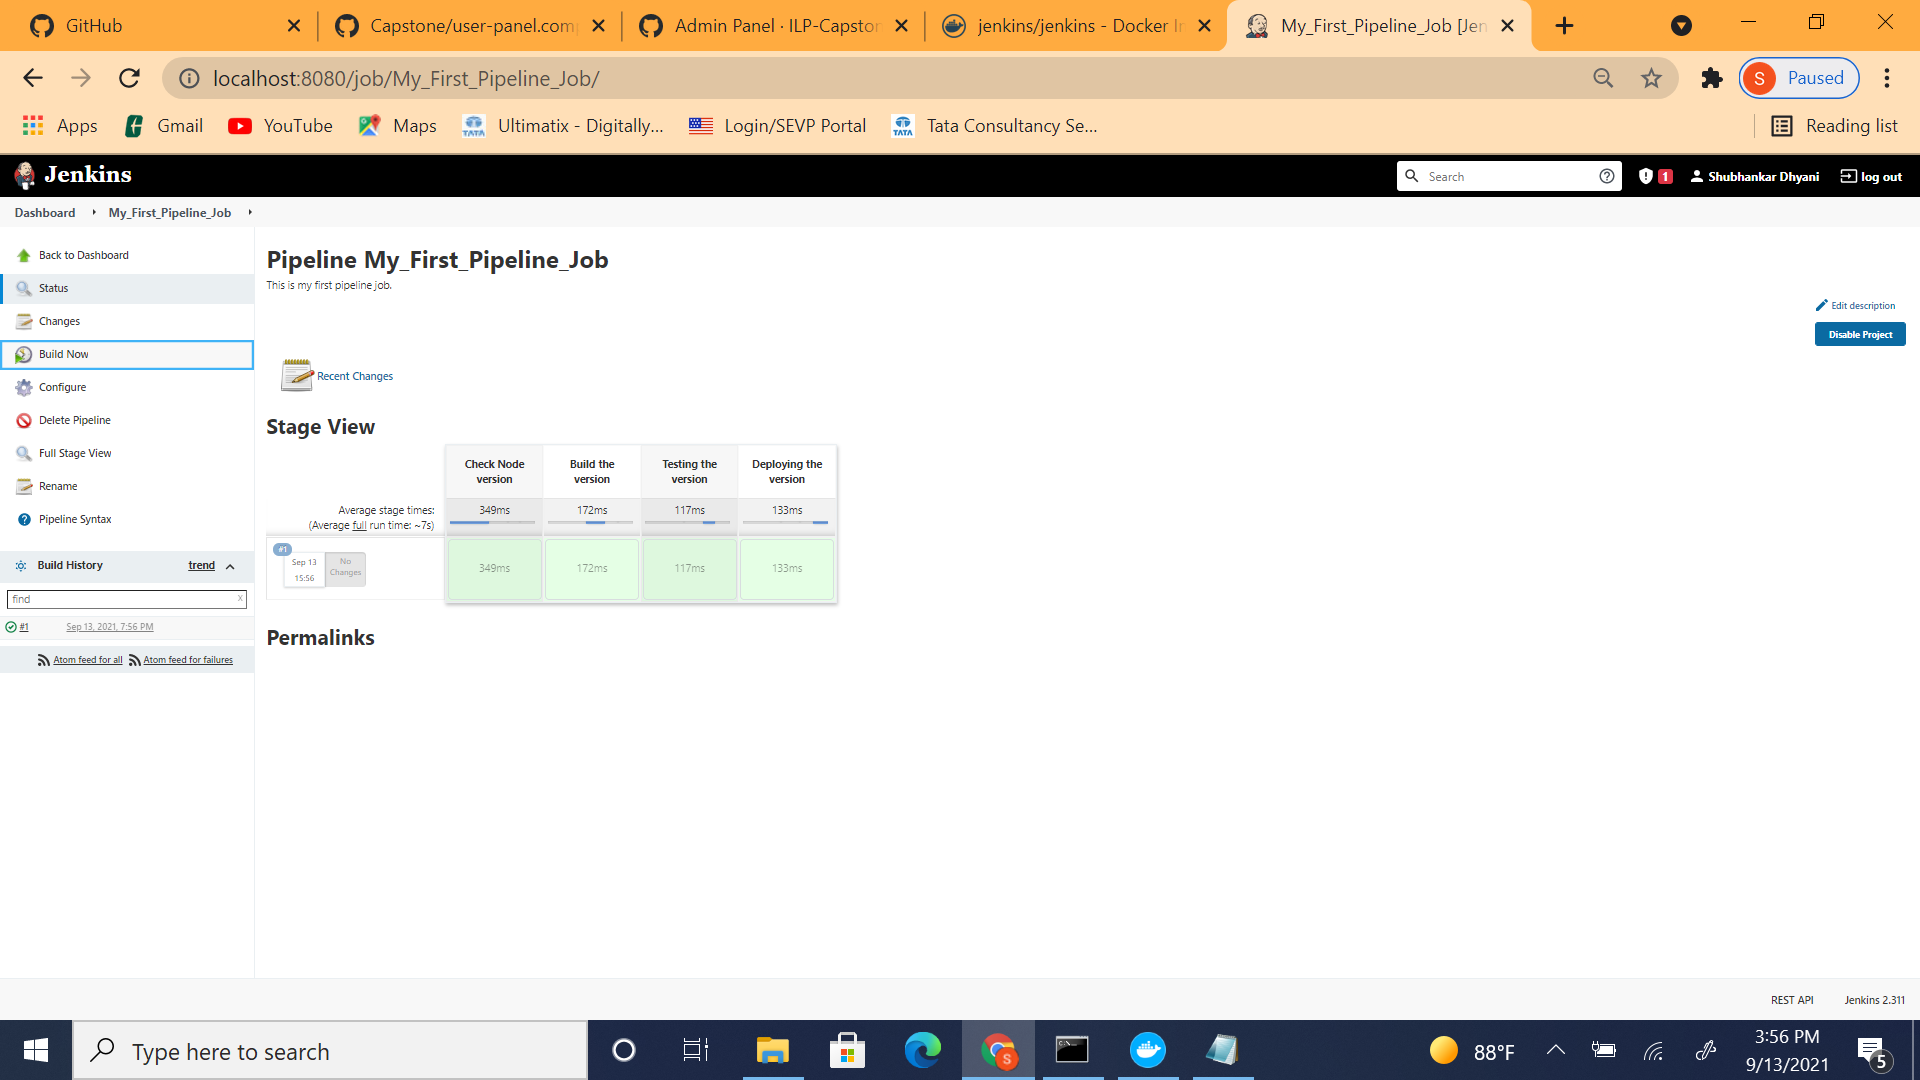 GitHub
Capstone/user-panel.comp
Admin Panel · ILP-Capston
jenkins/jenkins - Docker Im
My_First_Pipeline_Job [Jen
localhost:8080/job/My_First_Pipeline_Job/
S Paused
Apps
Gmail
YouTube
Maps
TATA Ultimatix - Digitally...
Login/SEVP Portal
TATA Tata Consultancy Se...
Reading list
Jenkins
Search
1
Shubhankar Dhyani
log out
Dashboard
My_First_Pipeline_Job
Back to Dashboard
Status
Changes
Build Now
Configure
Delete Pipeline
Full Stage View
Rename
Pipeline Syntax
Build History
trend
find
x
#1
Sep 13, 2021, 7:56 PM
Atom feed for all
Atom feed for failures
Pipeline My_First_Pipeline_Job
This is my first pipeline job.
Edit description
Disable Project
Recent Changes
Stage View
Check Node version
Build the version
Testing the version
Deploying the version
Average stage times:
(Average full run time: ~7s)
349ms
172ms
117ms
133ms
#1
Sep 13
15:56
No Changes
349ms
172ms
117ms
133ms
Permalinks
REST API
Jenkins 2.311
Type here to search
S
88°F
3:56 PM
9/13/2021
5